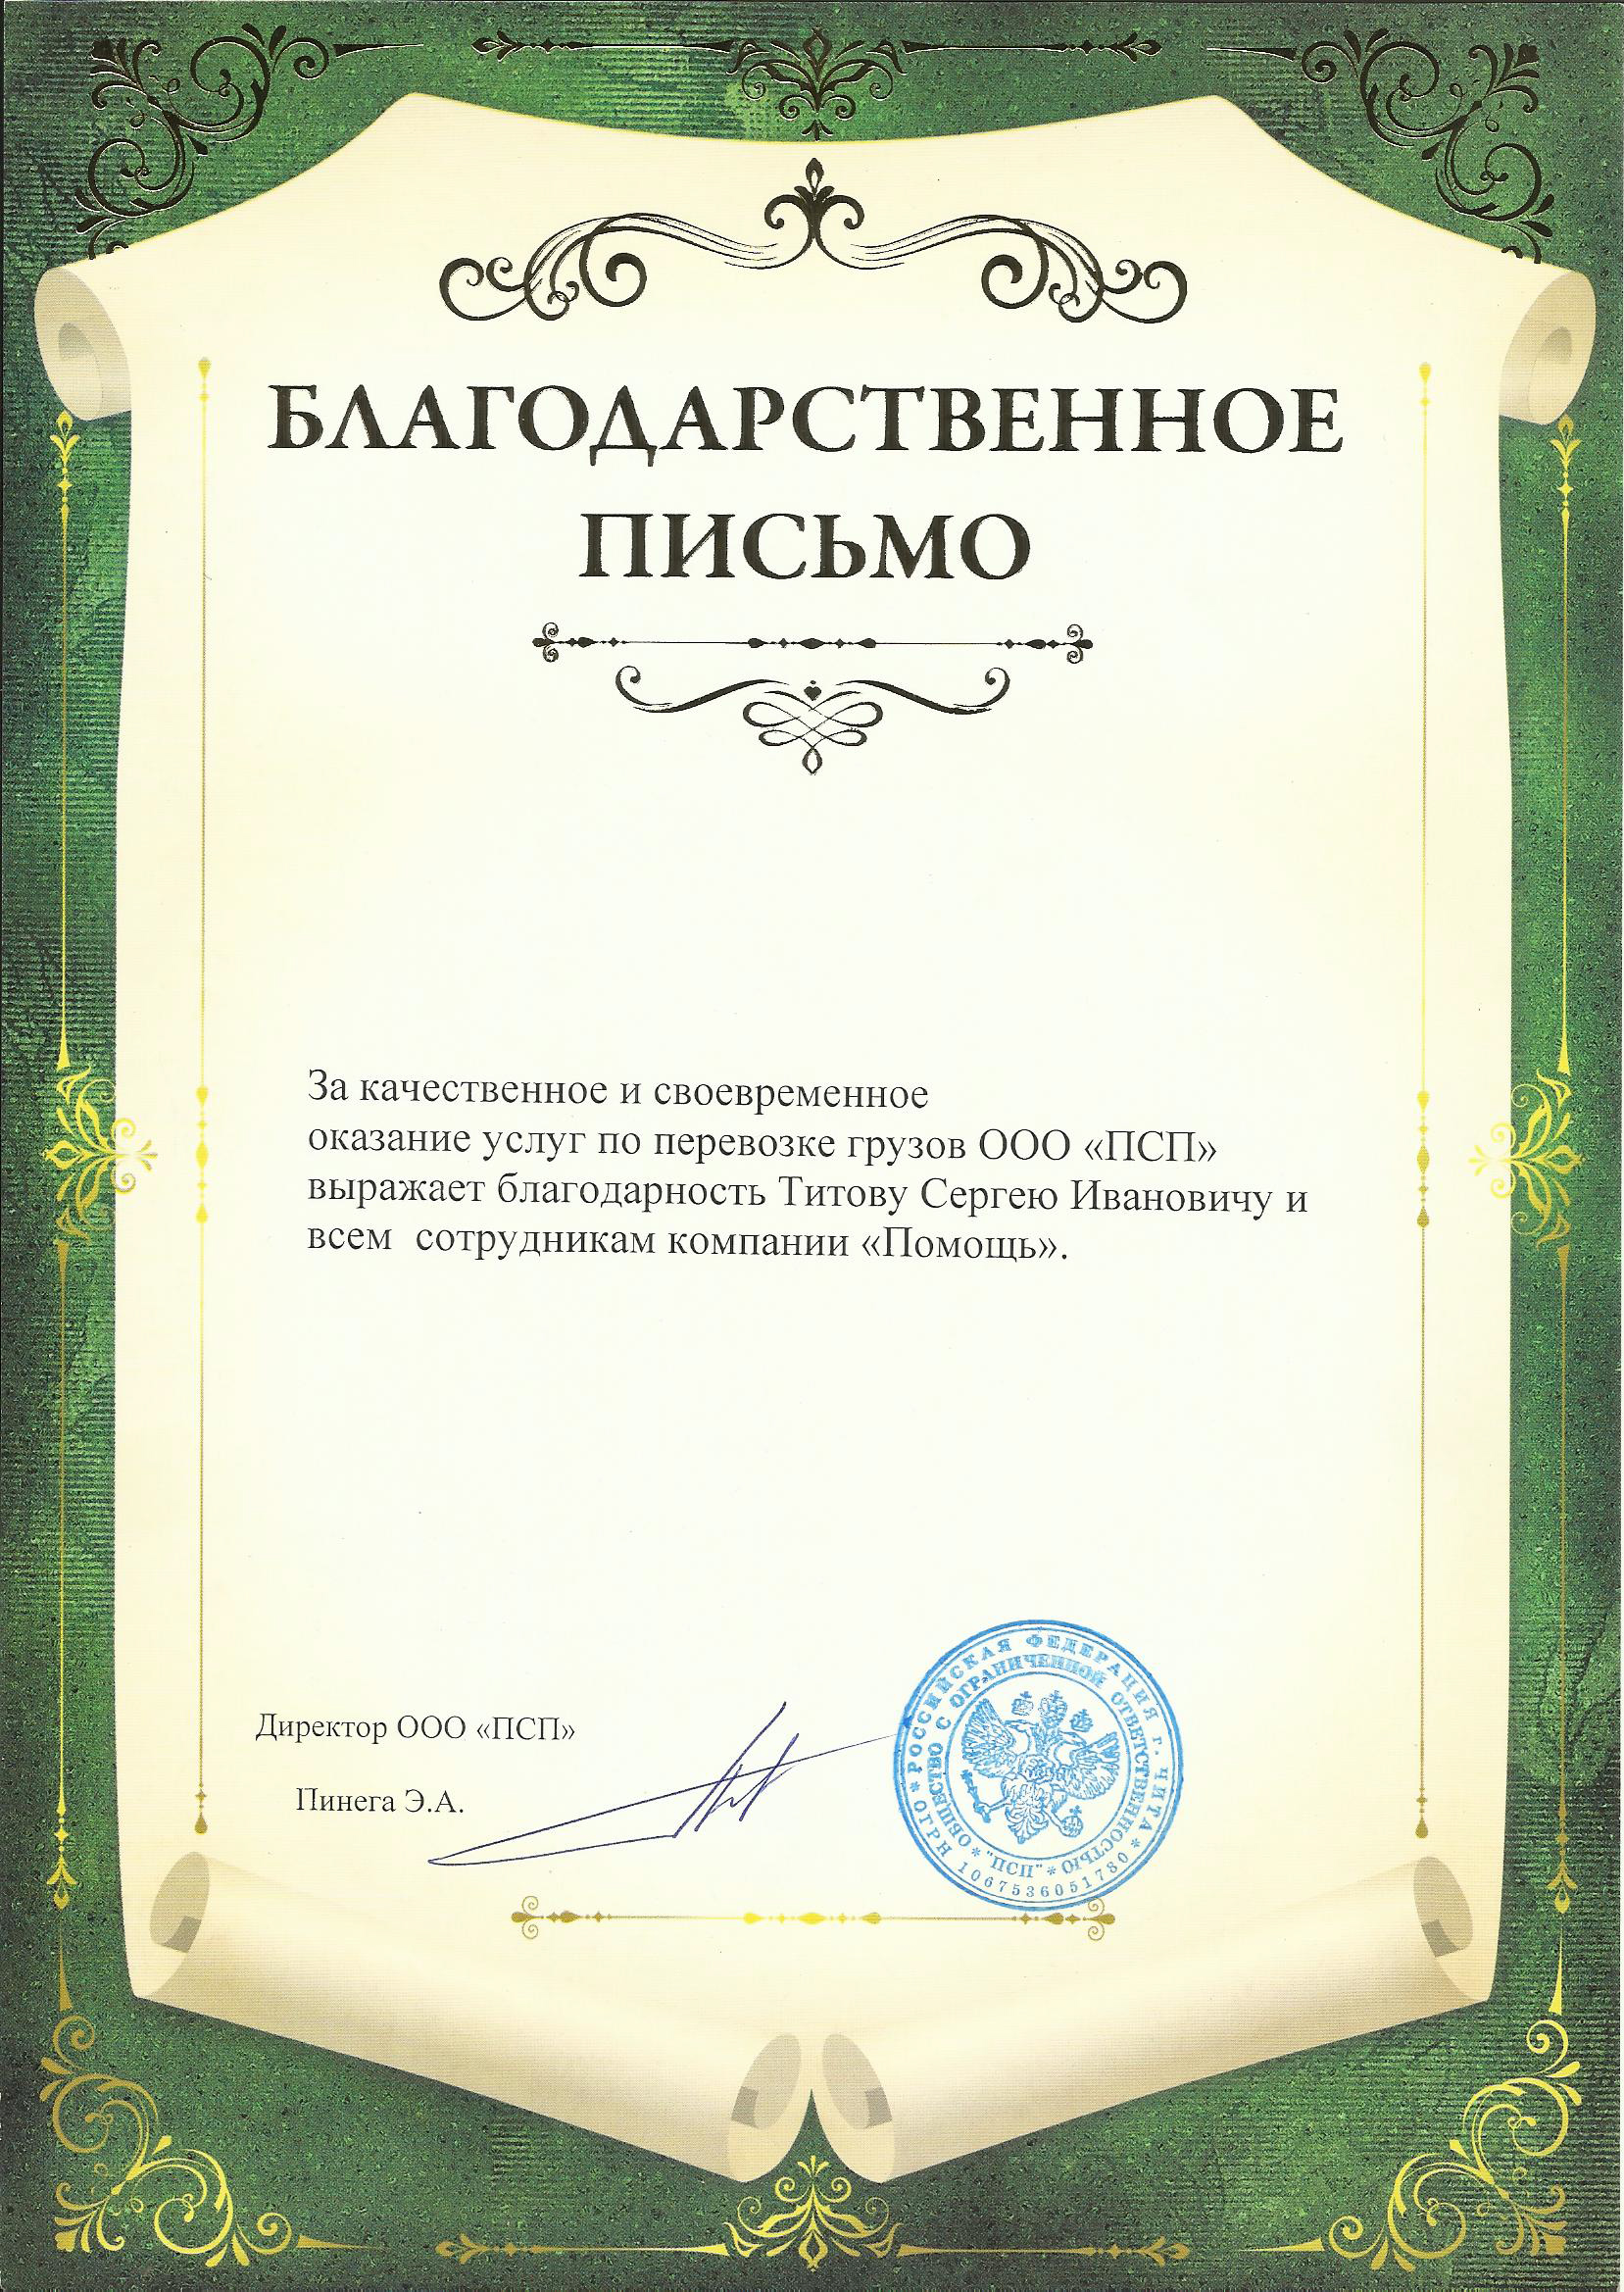 БЛАГОДАРСТВЕННОЕ
ПИСЬМО
За качественное и своевременное
оказание услуг по перевозке грузов ООО «ПСП»
выражает благодарность Титову Сергею Ивановичу и
всем сотрудникам компании «Помощь».
Директор ООО «ПСП»
Пинега Э.А.
* РОССИЙСКАЯ ФЕДЕРАЦИЯ г. ЧИТА * ОГРН 1067536051780
* ОБЩЕСТВО С ОГРАНИЧЕННОЙ ОТВЕТСТВЕННОСТЬЮ * "ПСП"